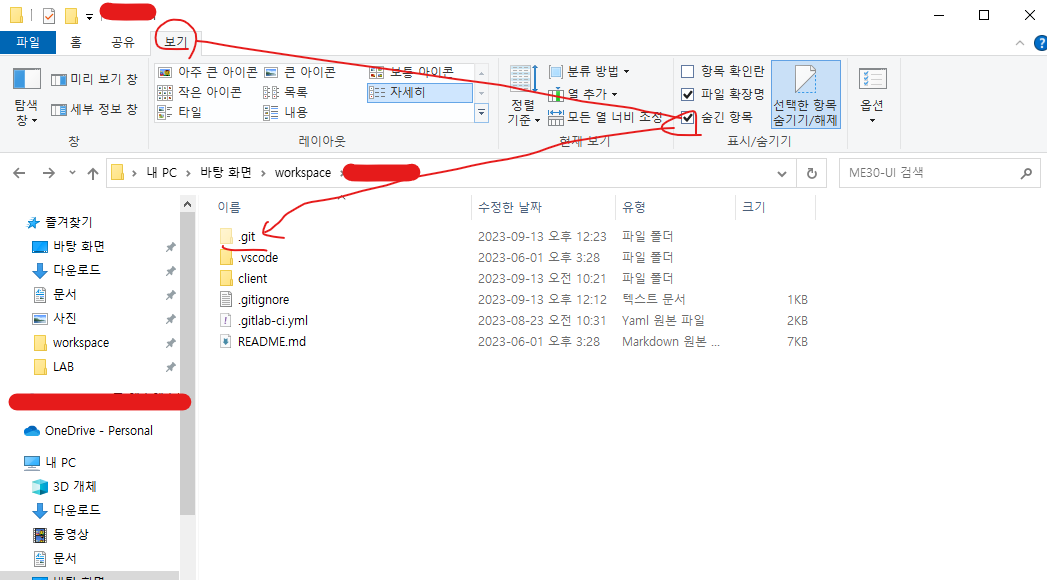 파일 홈 공유 보기
미리 보기 창
세부 정보 창
탐색
창
창
아주 큰 아이콘 큰 아이콘 보통 아이콘
작은 아이콘 목록 자세히
타일 내용
레이아웃
정렬
기준
분류 방법
열 추가
모든 열 너비 조정
현재 보기
항목 확인란
파일 확장명
숨긴 항목
선택한 항목
숨기기/해제
표시/숨기기
옵션
내 PC 바탕 화면 workspace
ME30-UI 검색
이름 수정한 날짜 유형 크기
.git 2023-09-13 오후 12:23 파일 폴더
.vscode 2023-06-01 오후 3:28 파일 폴더
client 2023-09-13 오전 10:21 파일 폴더
.gitignore 2023-09-13 오후 12:12 텍스트 문서 1KB
.gitlab-ci.yml 2023-08-23 오전 10:31 Yaml 원본 파일 2KB
README.md 2023-06-01 오후 3:28 Markdown 원본 ... 7KB
즐겨찾기
바탕 화면
다운로드
문서
사진
workspace
LAB
OneDrive - Personal
내 PC
3D 개체
다운로드
동영상
문서
바탕 화면